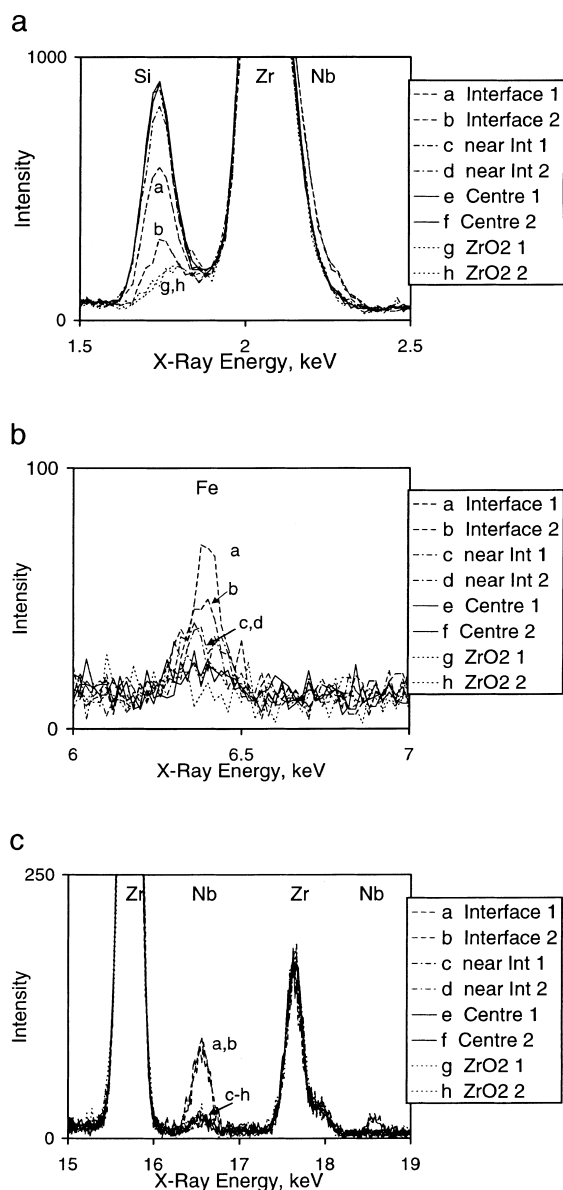 a
1000
Si
Zr
Nb
Intensity
a
b
g,h
0
1.5
2
2.5
X-Ray Energy, keV
a Interface 1
b Interface 2
c near Int 1
d near Int 2
e Centre 1
f Centre 2
g ZrO2 1
h ZrO2 2
b
100
Fe
Intensity
a
b
c,d
0
6
6.5
7
X-Ray Energy, keV
a Interface 1
b Interface 2
c near Int 1
d near Int 2
e Centre 1
f Centre 2
g ZrO2 1
h ZrO2 2
c
250
Zr
Nb
Zr
Nb
Intensity
a,b
c-h
0
15
16
17
18
19
X-Ray Energy, keV
a Interface 1
b Interface 2
c near Int 1
d near Int 2
e Centre 1
f Centre 2
g ZrO2 1
h ZrO2 2